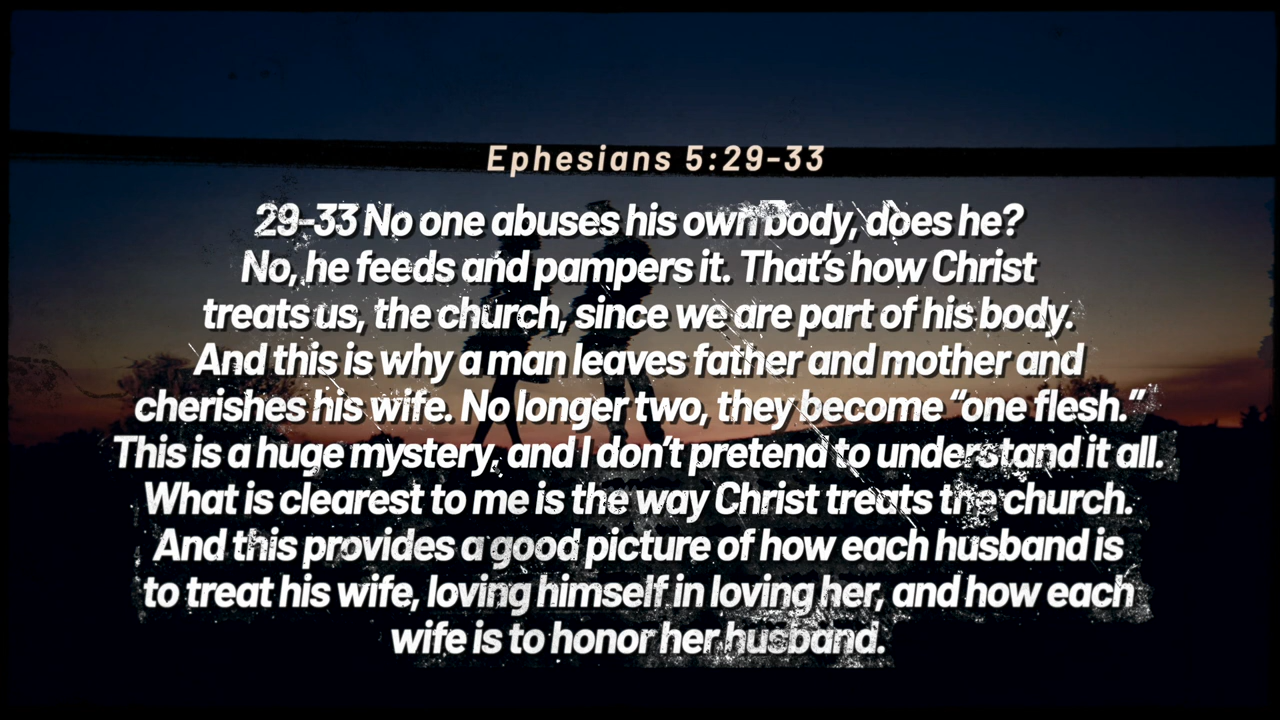 Ephesians 5:29-33
29-33 No one abuses his own body, does he?
No, he feeds and pampers it. That's how Christ
treats us, the church, since we are part of his body.
And this is why a man leaves father and mother and
cherishes his wife. No longer two, they become “one flesh.”
This is a huge mystery, and I don't pretend to understand it all.
What is clearest to me is the way Christ treats the church.
And this provides a good picture of how each husband is
to treat his wife, loving himself in loving her, and how each
wife is to honor her husband.